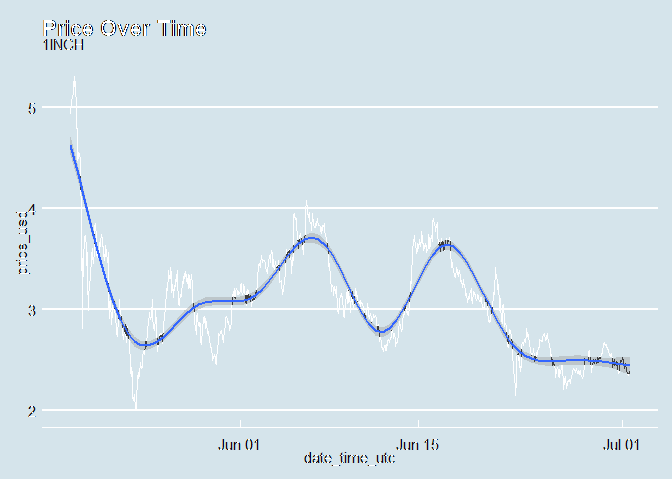 Price Over Time
1INCH
5
4
3
2
price_usd
Jun 01
Jun 15
Jul 01
date_time_utc